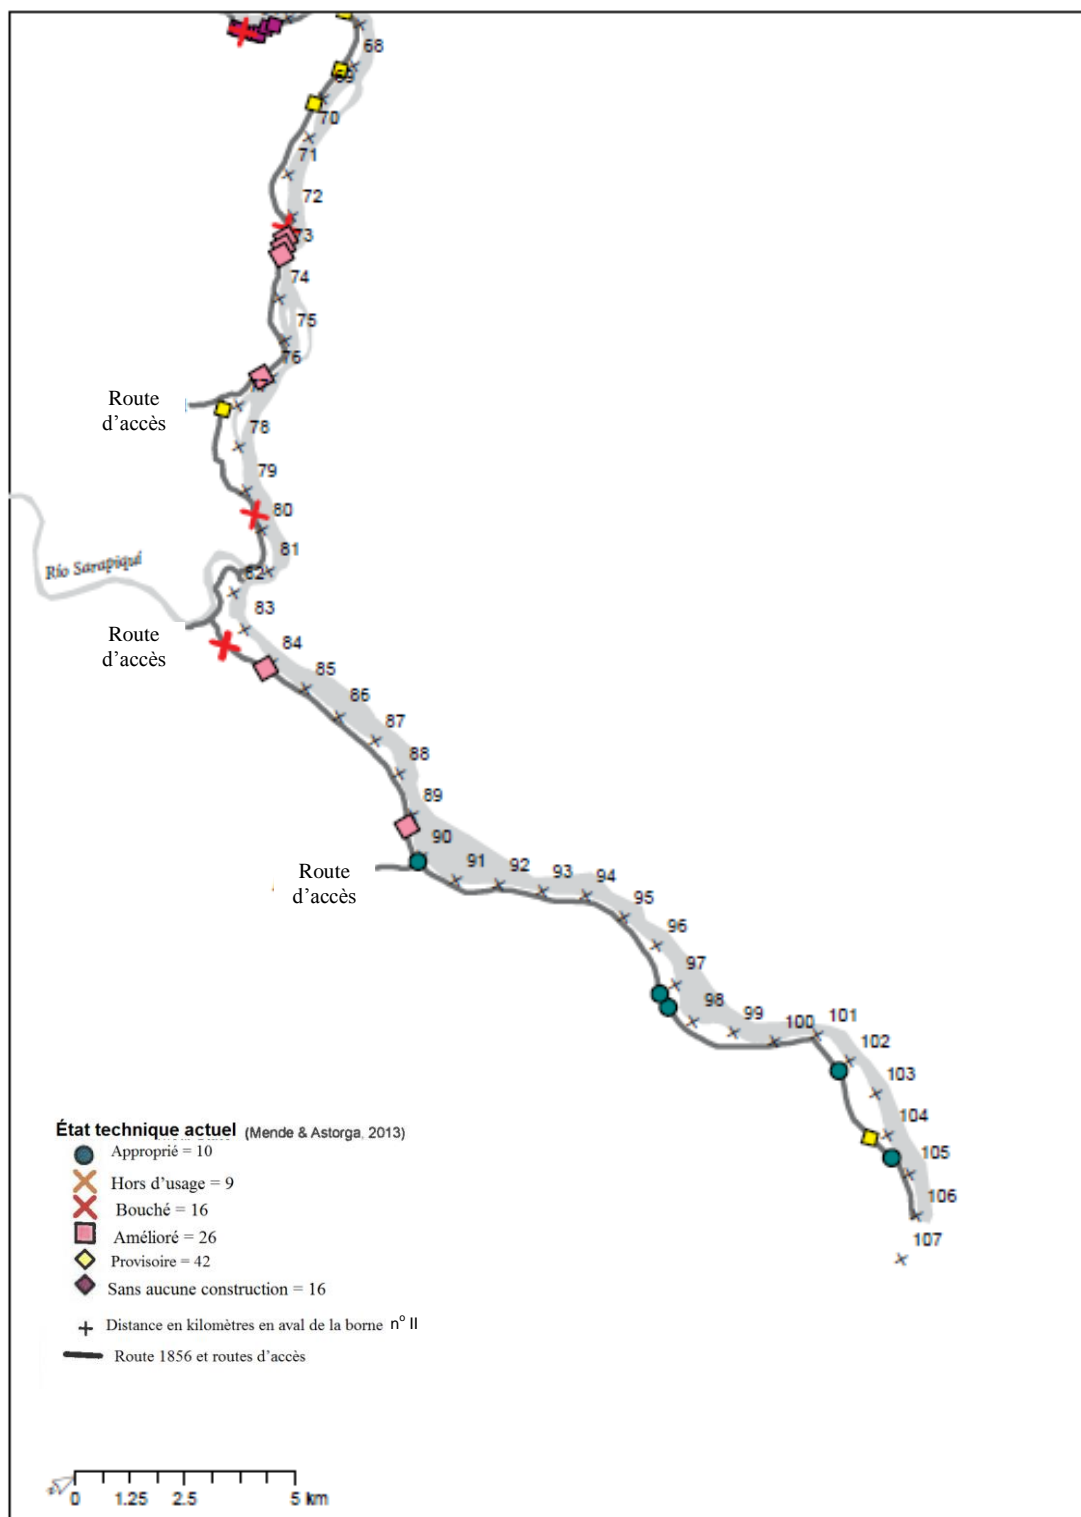 68
69
70
71
72
73
74
75
76
Route
d'accès
78
79
80
81
Río Sarapiquí
82
83
Route
d'accès
84
85
86
87
88
89
90
Route
d'accès
91
92
93
94
95
96
97
98
99
100
101
102
103
104
105
106
107
État technique actuel (Mende & Astorga, 2013)
Approprié = 10
Hors d'usage = 9
Bouché = 16
Amélioré = 26
Provisoire = 42
Sans aucune construction = 16
Distance en kilomètres en aval de la borne n° II
Route 1856 et routes d'accès
0 1.25 2.5 5 km